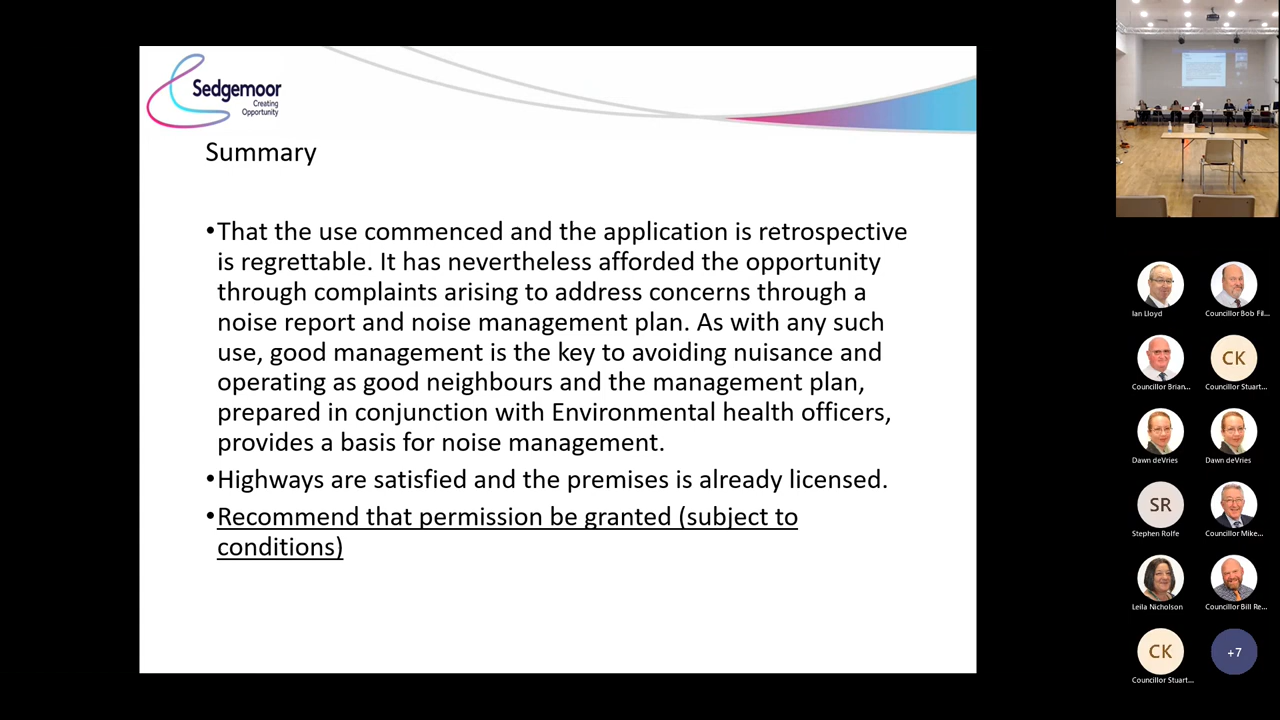 Sedgemoor
Creating
Opportunity
Summary
•That the use commenced and the application is retrospective
is regrettable. It has nevertheless afforded the opportunity
through complaints arising to address concerns through a
noise report and noise management plan. As with any such
use, good management is the key to avoiding nuisance and
operating as good neighbours and the management plan,
prepared in conjunction with Environmental health officers,
provides a basis for noise management.
•Highways are satisfied and the premises is already licensed.
•Recommend that permission be granted (subject to
conditions)
Ian Lloyd
Councillor Bob Fil...
Councillor Brian...
CK
Councillor Stuart...
Dawn deVries
Dawn deVries
SR
Stephen Rolfe
Councillor Mike...
Leila Nicholson
Councillor Bill Re...
CK
Councillor Stuart...
+7